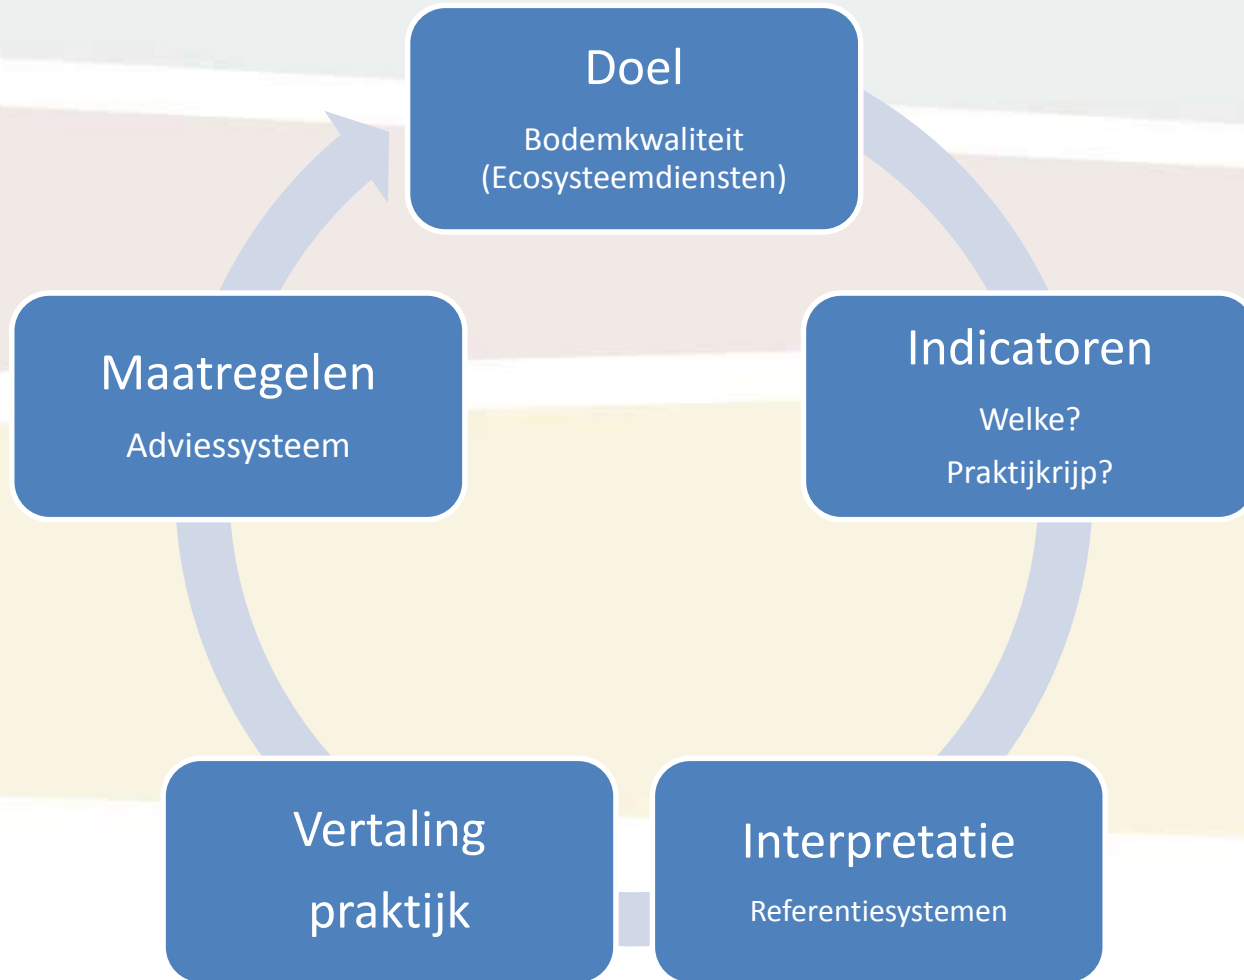 Doel
Bodemkwaliteit
(Ecosysteemdiensten)
Indicatoren
Welke?
Praktijkrijp?
Interpretatie
Referentiesystemen
Vertaling
praktijk
Maatregelen
Adviessysteem